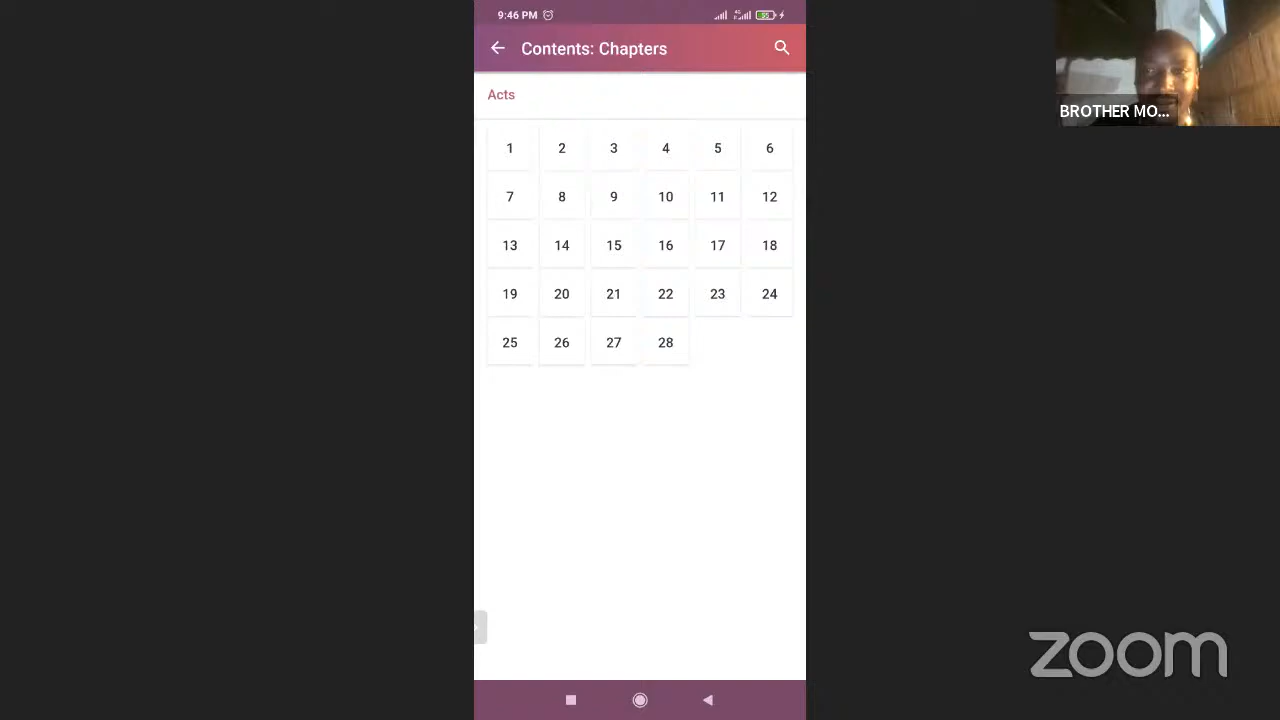 9:46 PM
4G
Contents: Chapters
Acts
1 2 3 4 5 6
7 8 9 10 11 12
13 14 15 16 17 18
19 20 21 22 23 24
25 26 27 28
BROTHER MO...
zoom